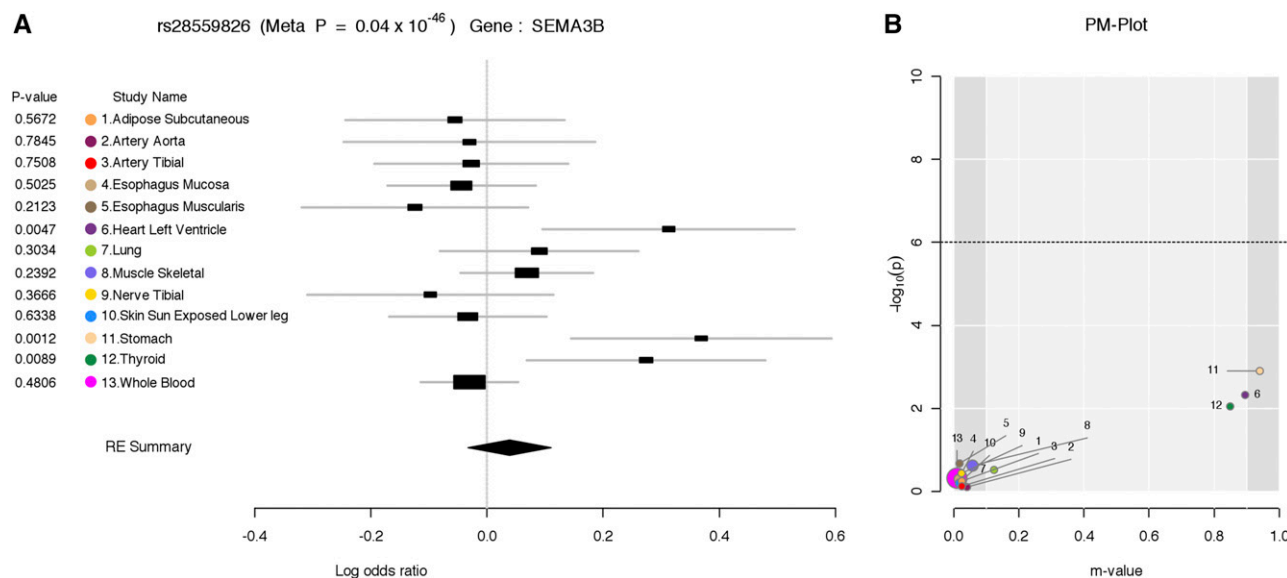 A
rs28559826 (Meta P = 0.04 x 10^-46) Gene : SEMA3B
P-value Study Name
0.5672 1.Adipose Subcutaneous
0.7845 2.Artery Aorta
0.7508 3.Artery Tibial
0.5025 4.Esophagus Mucosa
0.2123 5.Esophagus Muscularis
0.0047 6.Heart Left Ventricle
0.3034 7.Lung
0.2392 8.Muscle Skeletal
0.3666 9.Nerve Tibial
0.6338 10.Skin Sun Exposed Lower leg
0.0012 11.Stomach
0.0089 12.Thyroid
0.4806 13.Whole Blood
RE Summary
-0.4 -0.2 0.0 0.2 0.4 0.6
Log odds ratio
B
PM-Plot
10
8
6
4
2
0
-log10(p)
11
6
12
5
13 4 10 9 1 3 2 8
7
0.0 0.2 0.4 0.6 0.8 1.0
m-value